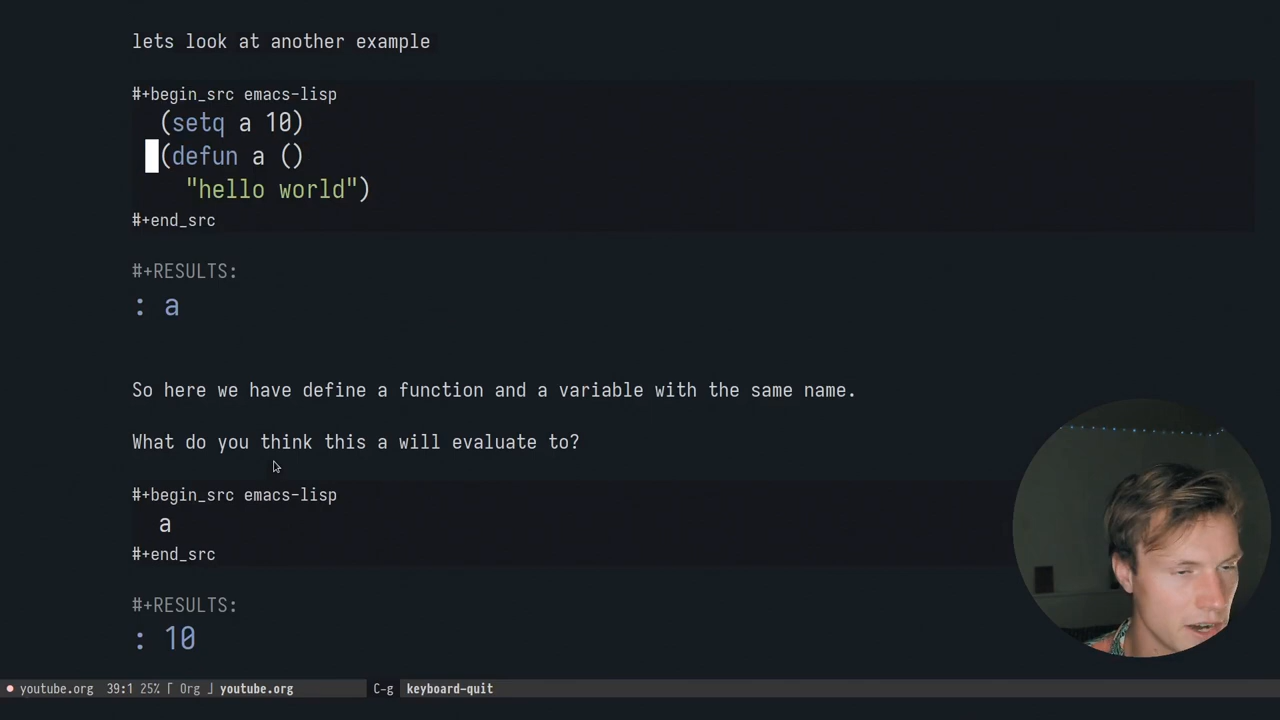 lets look at another example
#+begin_src emacs-lisp
(setq a 10)
(defun a ()
"hello world")
#+end_src
#+RESULTS:
: a
So here we have define a function and a variable with the same name.
What do you think this a will evaluate to?
#+begin_src emacs-lisp
a
#+end_src
#+RESULTS:
: 10
youtube.org 39:1 25% ⎡ Org ⎦ youtube.org C-g keyboard-quit